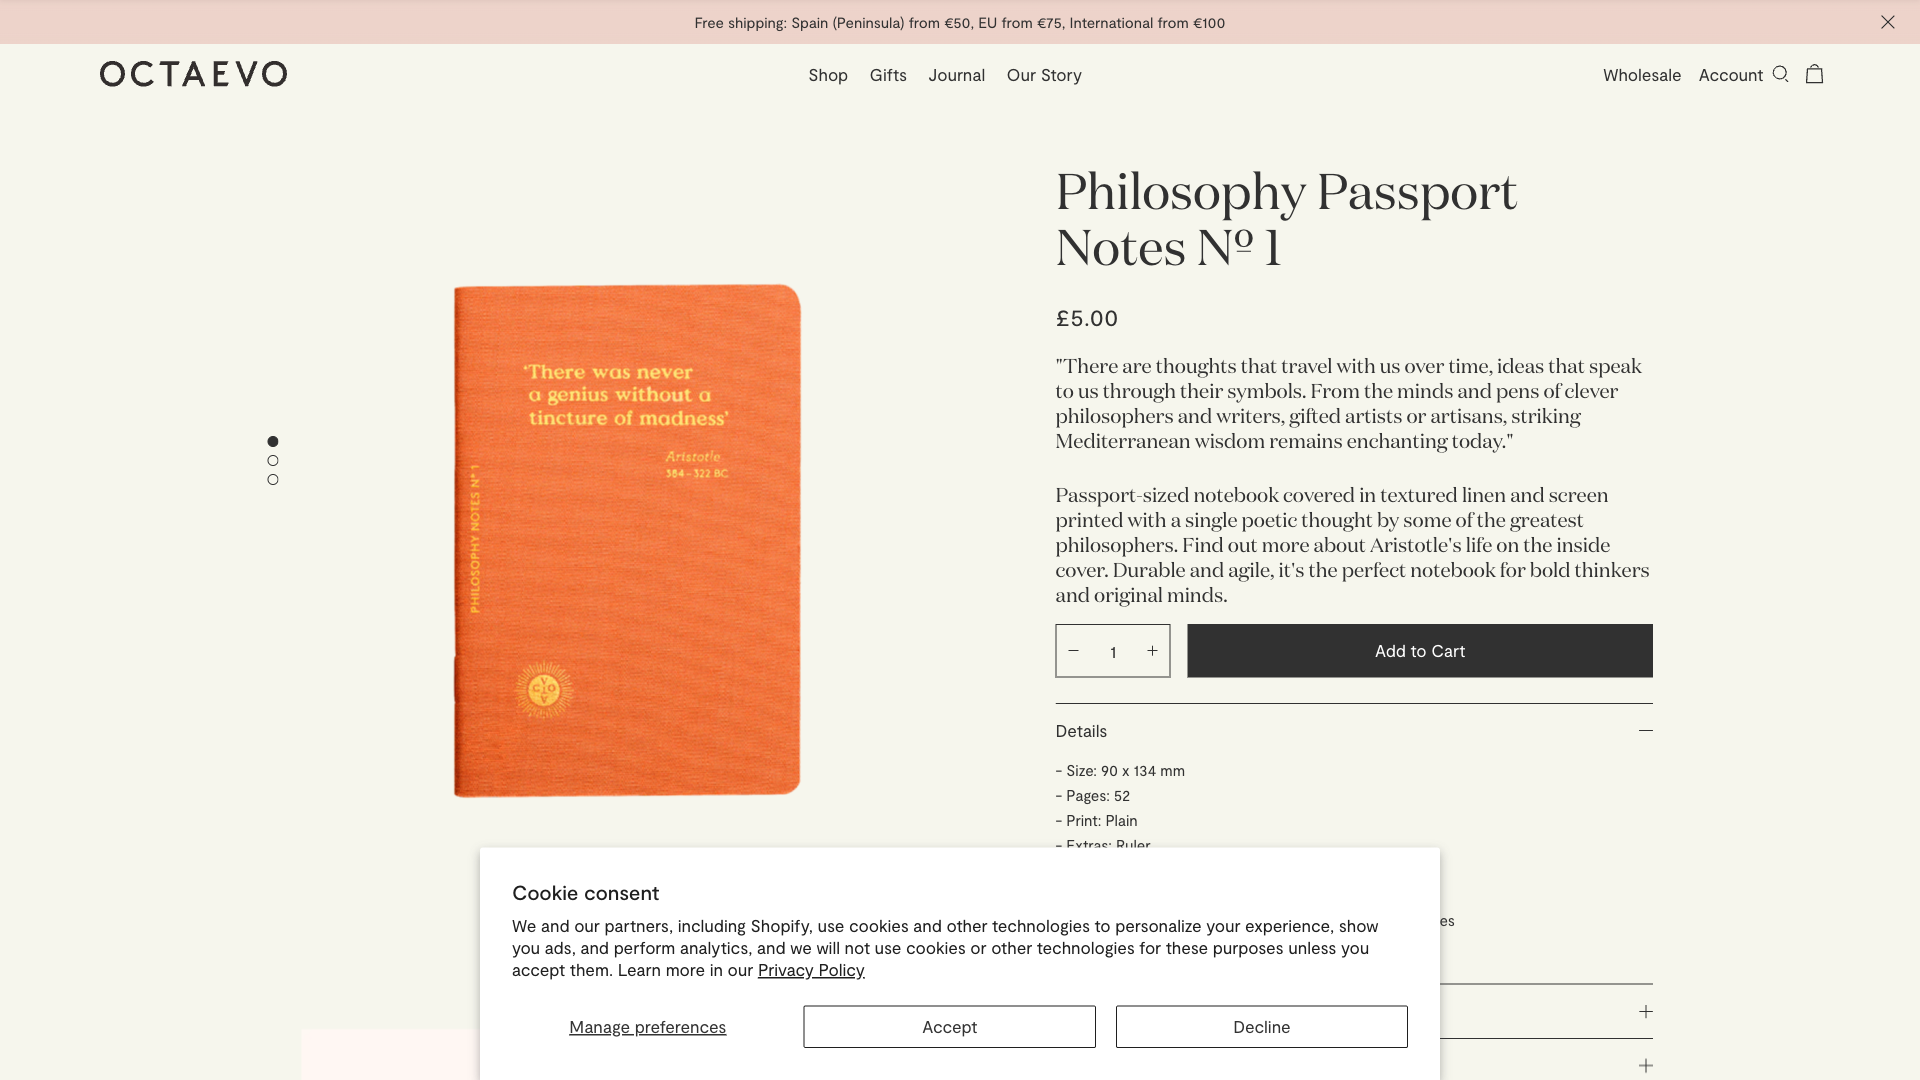 Free shipping: Spain (Peninsula) from €50, EU from €75, International from €100
OCTAEVO
Shop
Gifts
Journal
Our Story
Wholesale
Account
'There was never
a genius without a
tincture of madness'
Aristotle
384 – 322 BC
PHILOSOPHY NOTES Nº 1
Philosophy Passport
Notes Nº 1
£5.00
"There are thoughts that travel with us over time, ideas that speak
to us through their symbols. From the minds and pens of clever
philosophers and writers, gifted artists or artisans, striking
Mediterranean wisdom remains enchanting today."
Passport-sized notebook covered in textured linen and screen
printed with a single poetic thought by some of the greatest
philosophers. Find out more about Aristotle's life on the inside
cover. Durable and agile, it's the perfect notebook for bold thinkers
and original minds.
− 1 +
Add to Cart
Details
- Size: 90 x 134 mm
- Pages: 52
- Print: Plain
- Extras: Ruler
Cookie consent
We and our partners, including Shopify, use cookies and other technologies to personalize your experience, show
you ads, and perform analytics, and we will not use cookies or other technologies for these purposes unless you
accept them. Learn more in our Privacy Policy
Manage preferences
Accept
Decline